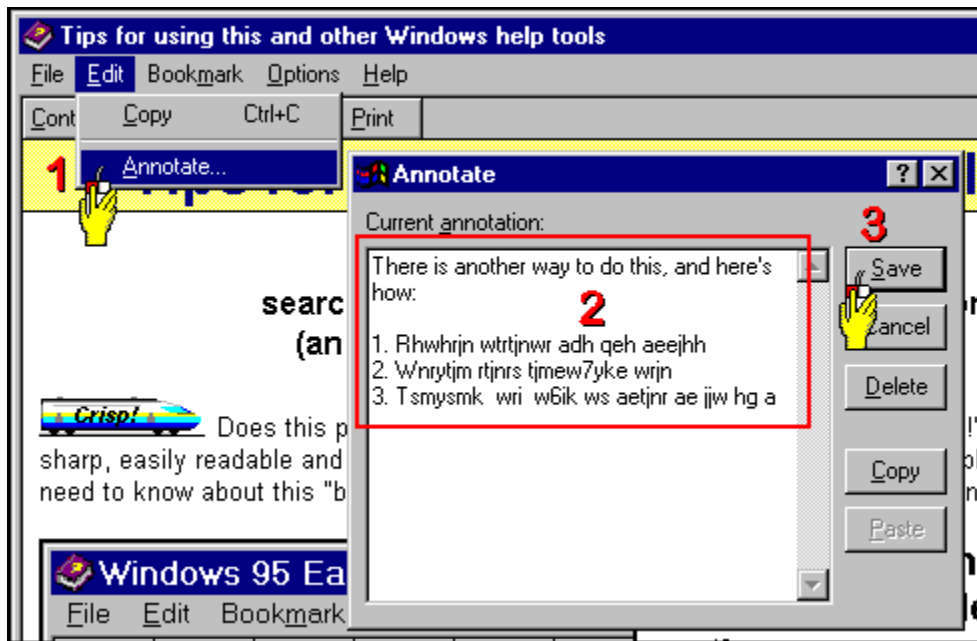 Tips for using this and other Windows help tools
File Edit Bookmark Options Help
Cont Print
Copy Ctrl+C
Annotate...
1
Annotate
Current annotation:
3
There is another way to do this, and here's
how:
2
1. Rhwhrjn wtrtjnwr adh qeh aeejhh
2. Wnrytjm rtjnrs tjmew7yke wrjn
3. Tsmysmk wri w6ik ws aetjnr ae jjw hg a
Save
Cancel
Delete
Copy
Paste
searc
(an
Crisp! Does this p
sharp, easily readable and
need to know about this "b
Windows 95 Ea
File Edit Bookmark